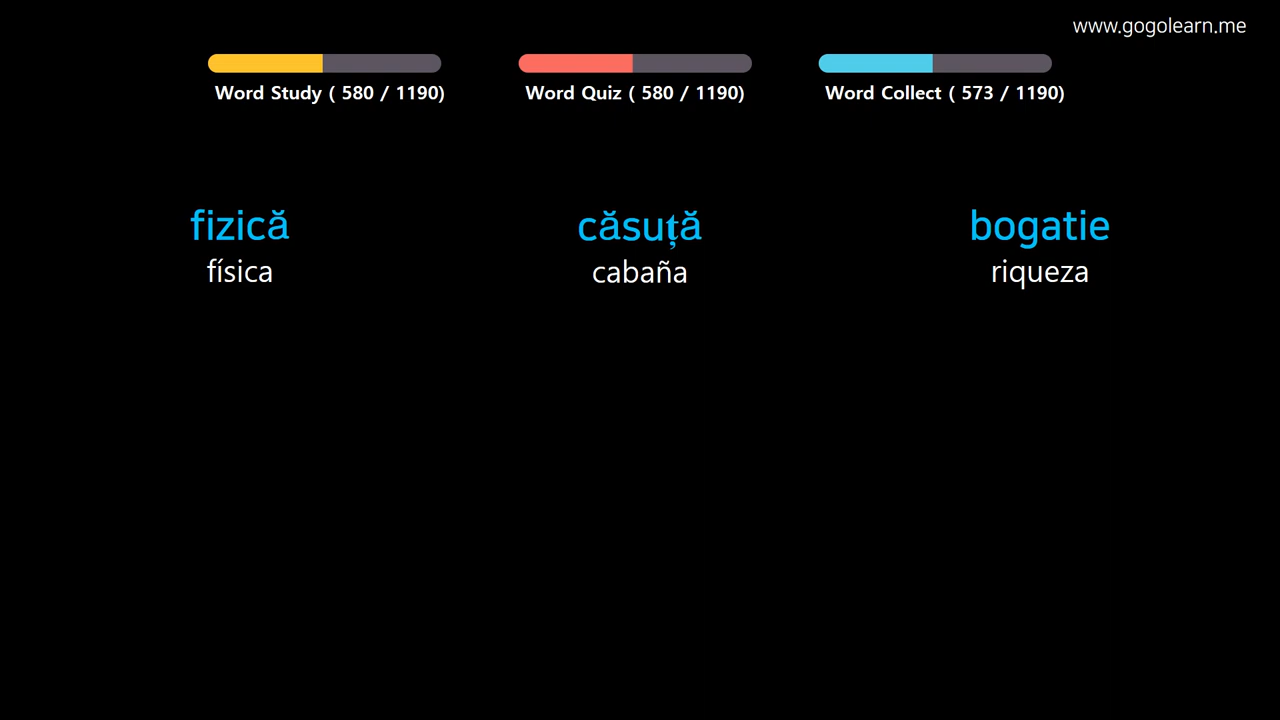 www.gogolearn.me
Word Study ( 580 / 1190)
Word Quiz ( 580 / 1190)
Word Collect ( 573 / 1190)
fizică
física
căsuță
cabaña
bogatie
riqueza